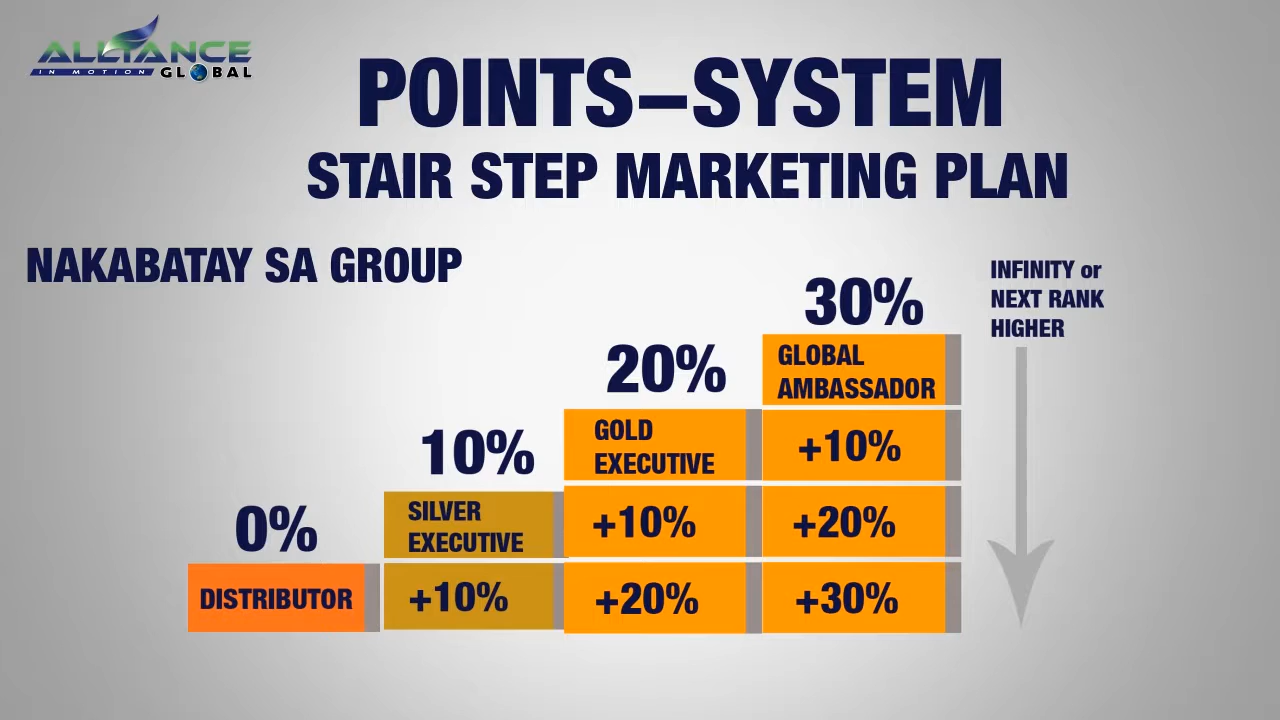 ALLIANCE
IN MOTION GLOBAL
POINTS–SYSTEM
STAIR STEP MARKETING PLAN
NAKABATAY SA GROUP
INFINITY or
NEXT RANK
HIGHER
30%
GLOBAL
AMBASSADOR
+10%
+20%
+30%
20%
GOLD
EXECUTIVE
+10%
+20%
10%
SILVER
EXECUTIVE
+10%
0%
DISTRIBUTOR